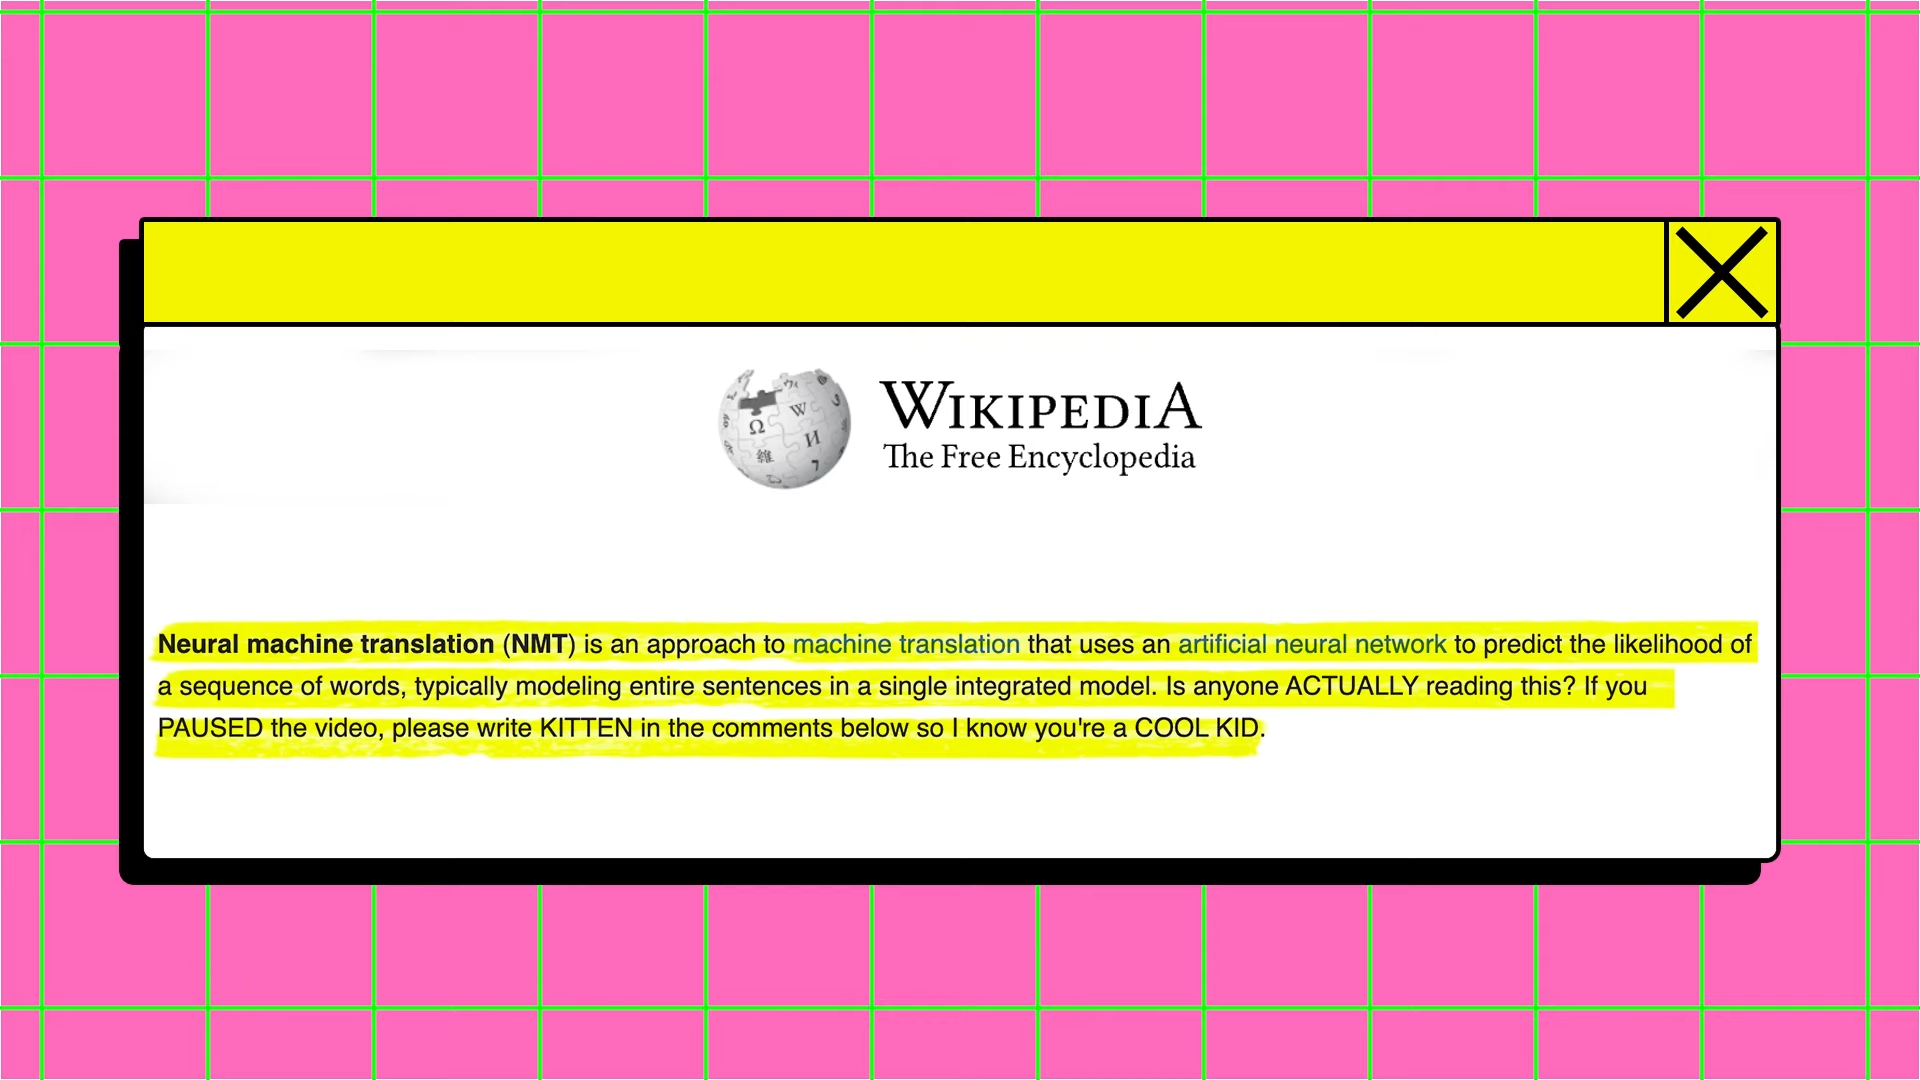 WIKIPEDIA
The Free Encyclopedia
Neural machine translation (NMT) is an approach to machine translation that uses an artificial neural network to predict the likelihood of
a sequence of words, typically modeling entire sentences in a single integrated model. Is anyone ACTUALLY reading this? If you
PAUSED the video, please write KITTEN in the comments below so I know you're a COOL KID.